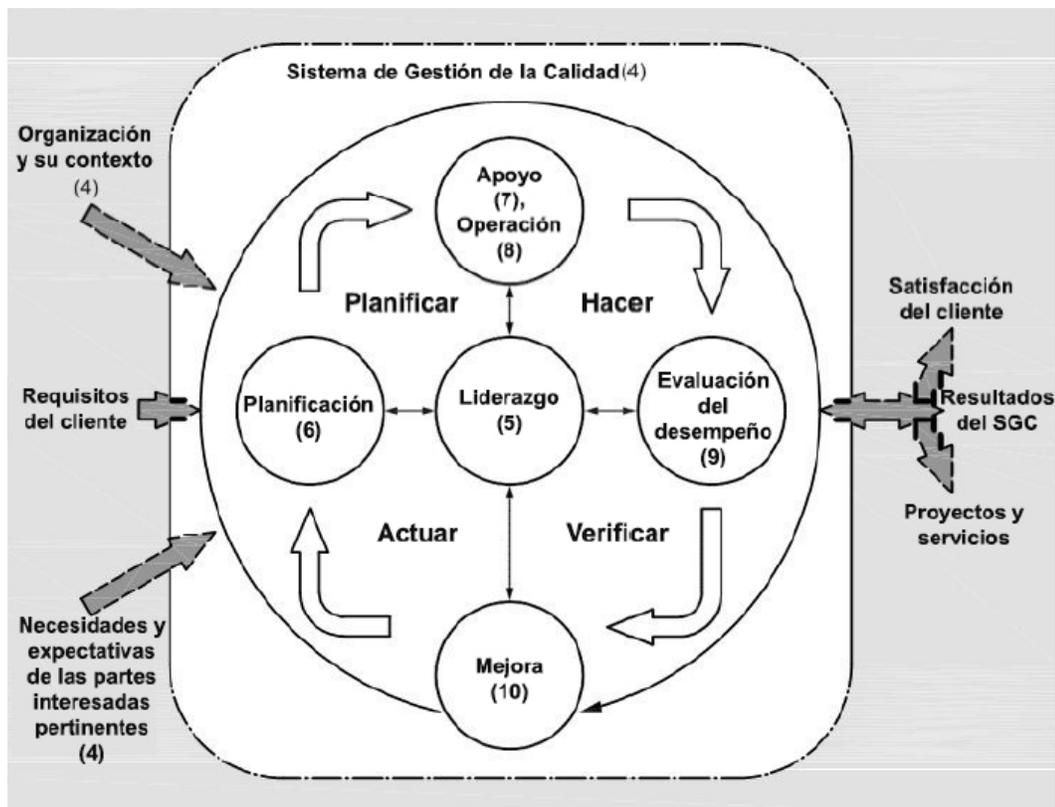 Sistema de Gestión de la Calidad(4)
Organización
y su contexto
(4)
Apoyo
(7),
Operación
(8)
Planificar
Hacer
Satisfacción
del cliente
Requisitos
del cliente
Planificación
(6)
Liderazgo
(5)
Evaluación
del
desempeño
(9)
Resultados
del SGC
Actuar
Verificar
Proyectos y
servicios
Necesidades y
expectativas
de las partes
interesadas
pertinentes
(4)
Mejora
(10)